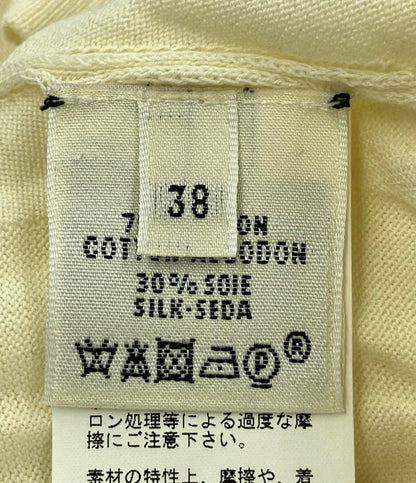 38
30% SOIE
SILK-SEDA
P ®
ロン処理等による過度な摩
擦にご注意下さい。
素材の特性上、摩擦や、着